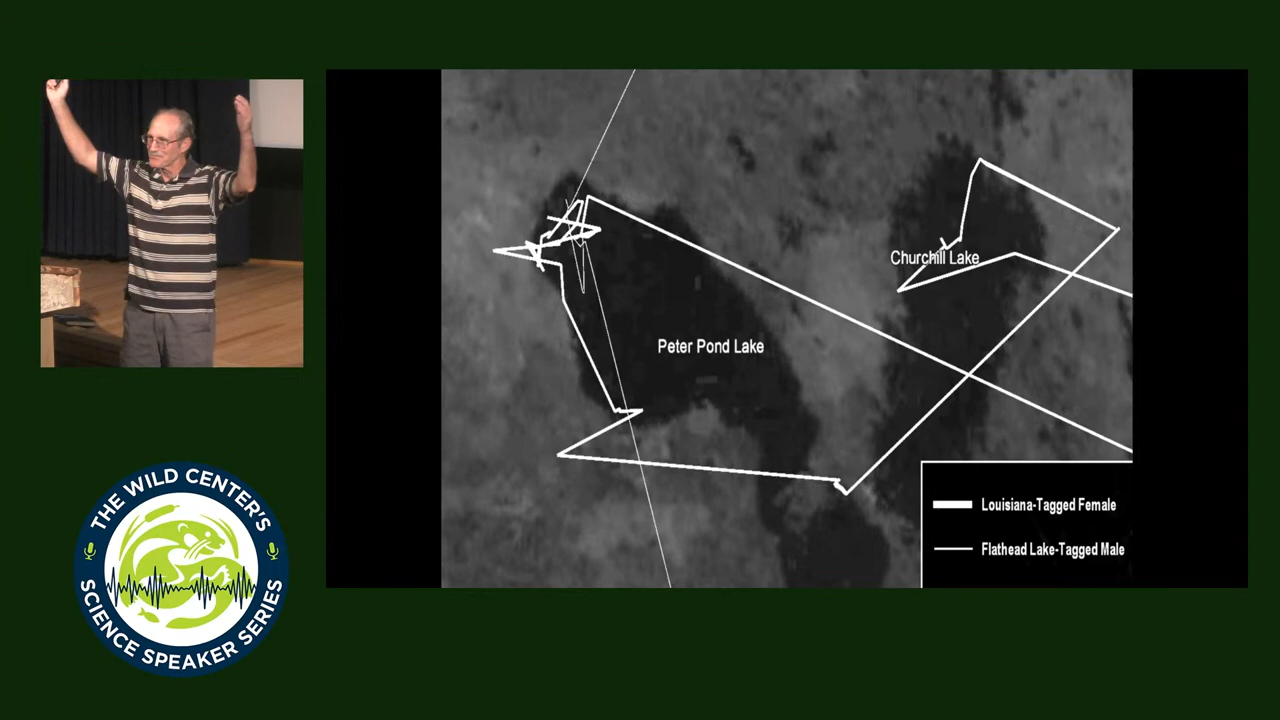 THE WILD CENTER'S
SCIENCE SPEAKER SERIES
Churchill Lake
Peter Pond Lake
Louisiana-Tagged Female
Flathead Lake-Tagged Male